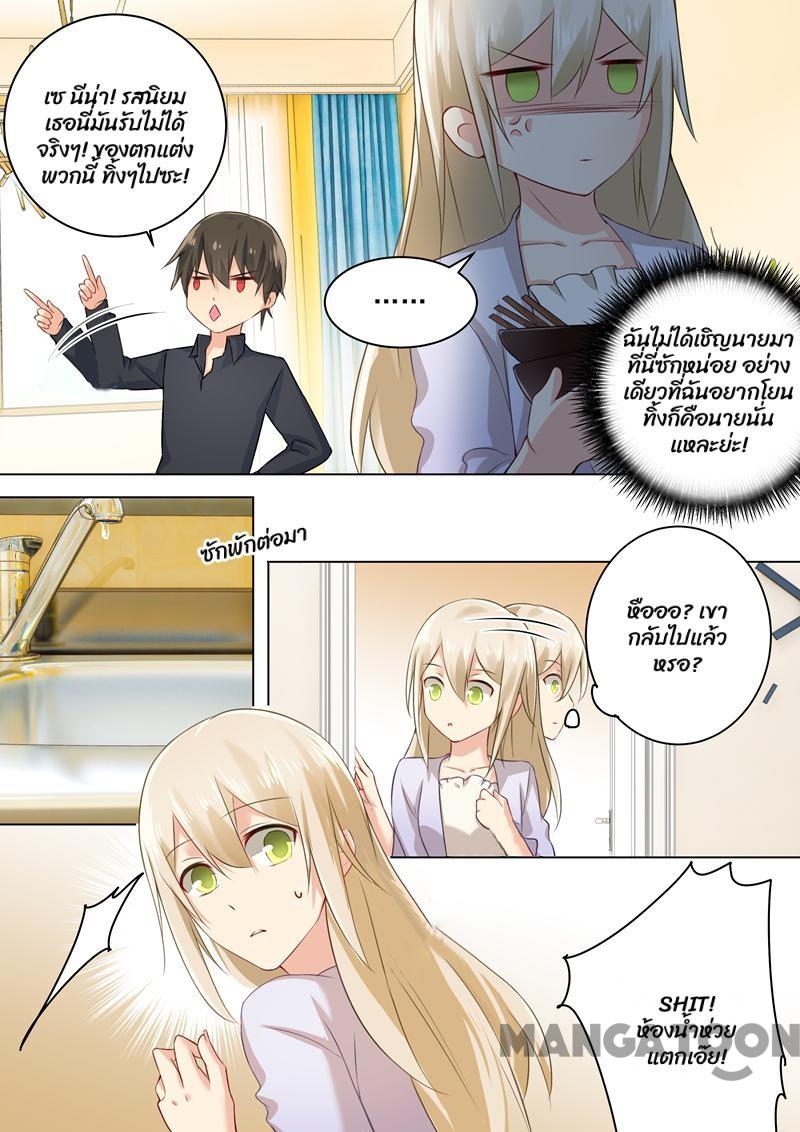 เซ นีน่า! รสนิยม
เธอนี่มันรับไม่ได้
จริงๆ! ของตกแต่ง
พวกนี้ ทิ้งๆไปซะ!
......
ฉันไม่ได้เชิญนายมา
ที่นี่ซักหน่อย อย่าง
เดียวที่ฉันอยากโยน
ทิ้งก็คือนายนั่น
แหละย่ะ!
ซักพักต่อมา
หืออออ? เขา
กลับไปแล้ว
หรอ?
SHIT!
ห้องน้ำห่วย
แตกเอ๊ย!
MANGATOON